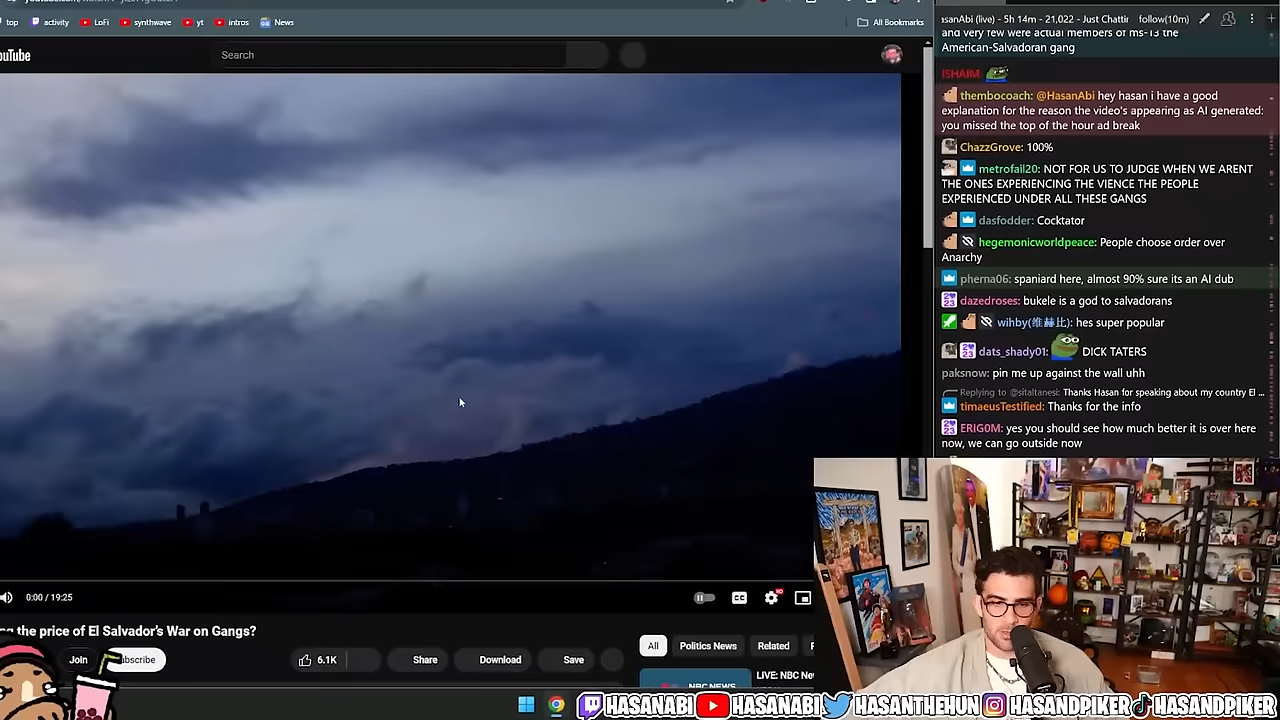 top activity LoFi synthwave yt intros News All Bookmarks
ouTube
Search
0:00 / 19:25
CC
ng the price of El Salvador's War on Gangs?
Join
6.1K
Share
Download
Save
All
Politics News
Related
NBC NEWS
LIVE: NBC Ne
asanAbi (live) - 5h 14m - 21,022 - Just Chattir follow(10m)
and very few were actual members of ms-13 the
American-Salvadoran gang
ISHAIM
thembocoach: @HasanAbi hey hasan i have a good
explanation for the reason the video's appearing as AI generated:
you missed the top of the hour ad break
ChazzGrove: 100%
metrofail20: NOT FOR US TO JUDGE WHEN WE ARENT
THE ONES EXPERIENCING THE VIENCE THE PEOPLE
EXPERIENCED UNDER ALL THESE GANGS
dasfodder: Cocktator
hegemonicworldpeace: People choose order over
Anarchy
pherna06: spaniard here, almost 90% sure its an AI dub
dazedroses: bukele is a god to salvadorans
wihby(维赫比): hes super popular
dats_shady01: DICK TATERS
paksnow: pin me up against the wall uhh
Replying to @sitaltanesi: Thanks Hasan for speaking about my country El ...
timaeusTestified: Thanks for the info
ERIG0M: yes you should see how much better it is over here
now, we can go outside now
HASANABI HASANABI HASANTHEHUN HASANDPIKER HASANDPIKER